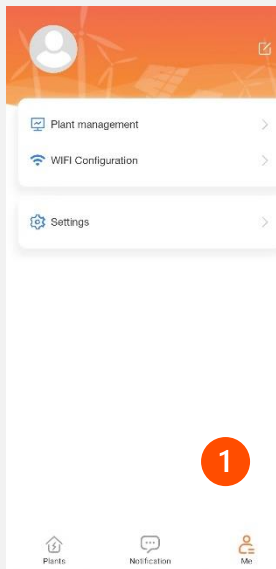 Plant management
WIFI Configuration
Settings
1
Plants
Notification
Me